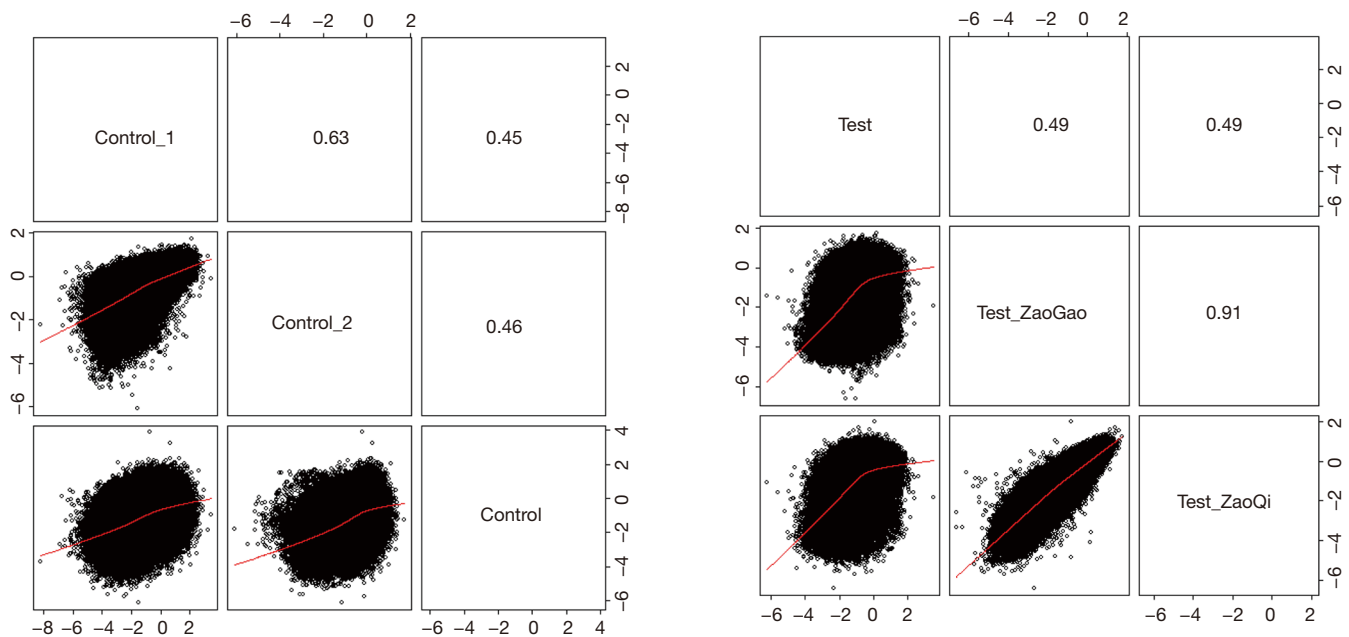 −6 −4 −2 0 2
Control_1 0.63 0.45
2 0 −2 −4 −6 −8
2 0 −2 −4 −6
Control_2 0.46
Control
4 2 0 −2 −4 −6
−8 −6 −4 −2 0 2
−6 −4 −2 0 2 4
−6 −4 −2 0 2
Test 0.49 0.49
2 0 −2 −4 −6
2 0 −2 −4 −6
Test_ZaoGao 0.91
Test_ZaoQi
2 0 −2 −4 −6
−6 −4 −2 0 2
−6 −4 −2 0 2